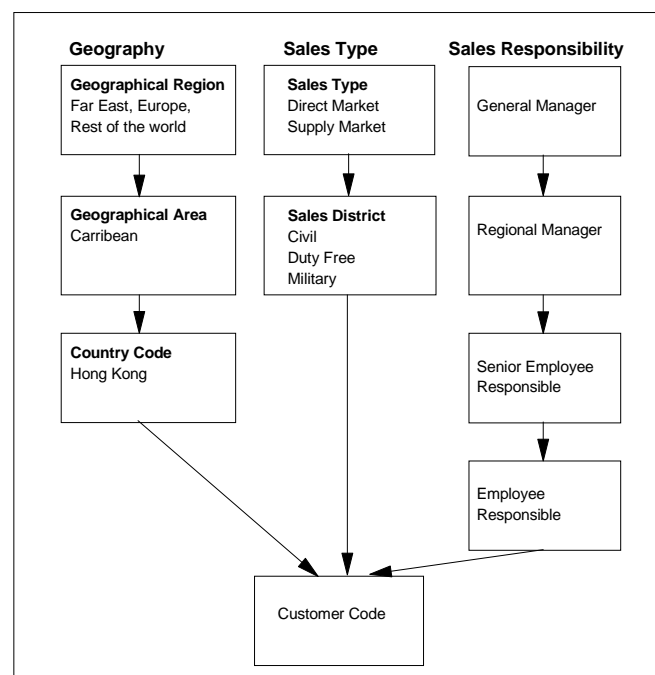 Geography
Geographical Region
Far East, Europe,
Rest of the world
Geographical Area
Carribean
Country Code
Hong Kong
Sales Type
Sales Type
Direct Market
Supply Market
Sales District
Civil
Duty Free
Military
Sales Responsibility
General Manager
Regional Manager
Senior Employee
Responsible
Employee
Responsible
Customer Code